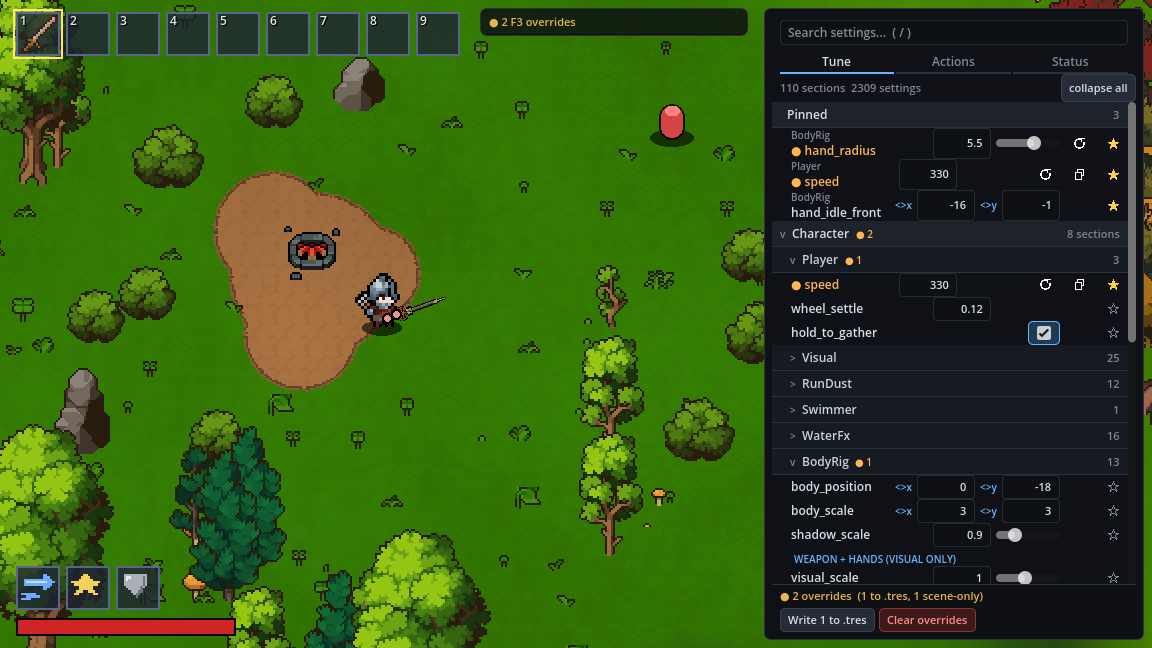 1 2 3 4 5 6 7 8 9
2 F3 overrides
Search settings... ( / )
Tune Actions Status
110 sections 2309 settings collapse all
Pinned 3
BodyRig
hand_radius 5.5
Player
speed 330
BodyRig
hand_idle_front <>x -16 <>y -1
v Character 2 8 sections
v Player 1 3
speed 330
wheel_settle 0.12
hold_to_gather
> Visual 25
> RunDust 12
> Swimmer 1
> WaterFx 16
v BodyRig 1 13
body_position <>x 0 <>y -18
body_scale <>x 3 <>y 3
shadow_scale 0.9
WEAPON + HANDS (VISUAL ONLY)
visual_scale 1
2 overrides (1 to .tres, 1 scene-only)
Write 1 to .tres Clear overrides